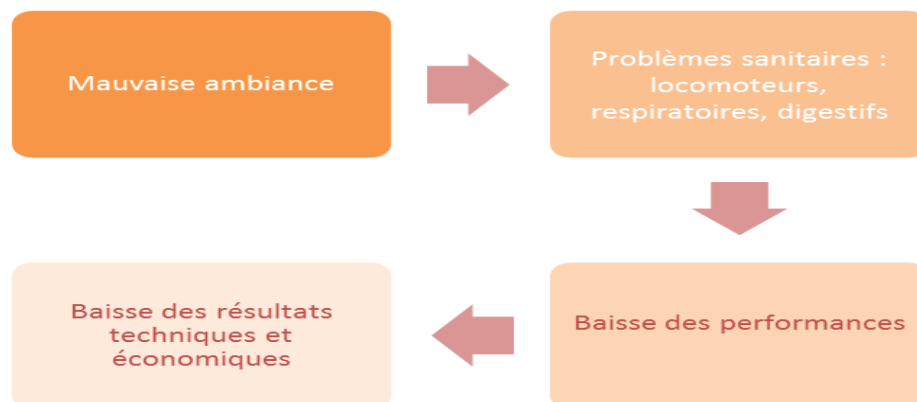 Mauvaise ambiance
Problèmes sanitaires :
locomoteurs,
respiratoires, digestifs
Baisse des performances
Baisse des résultats
techniques et
économiques